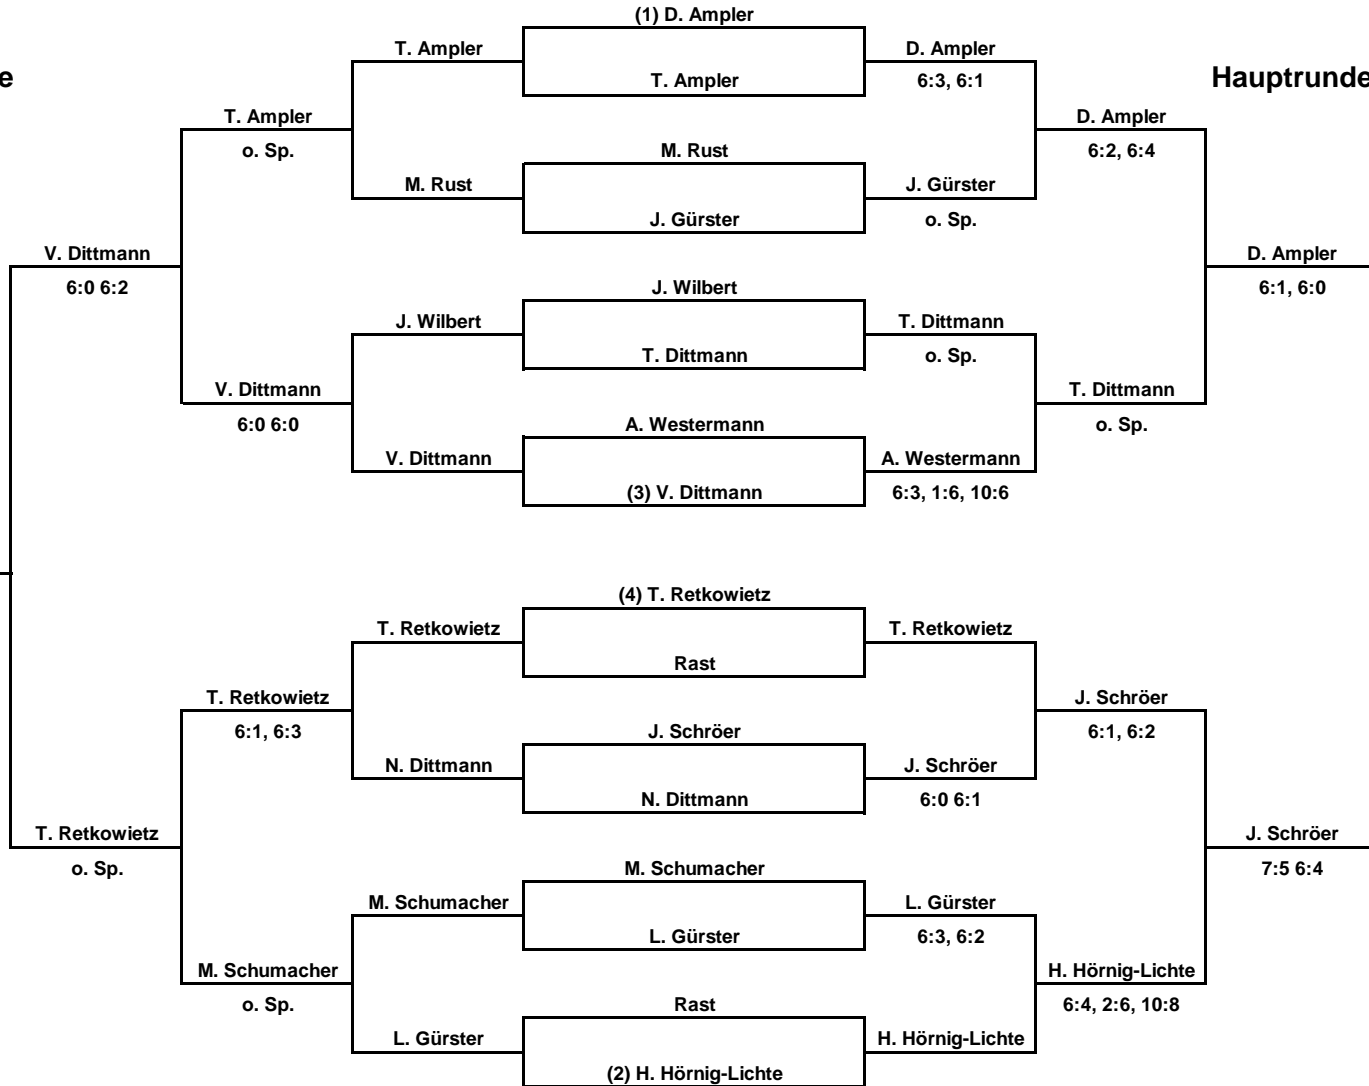 (1) D. Ampler
T. Ampler
D. Ampler
e
T. Ampler
6:3, 6:1
Hauptrunde
T. Ampler
D. Ampler
o. Sp.
M. Rust
6:2, 6:4
M. Rust
J. Gürster
J. Gürster
o. Sp.
V. Dittmann
D. Ampler
6:0 6:2
J. Wilbert
6:1, 6:0
J. Wilbert
T. Dittmann
T. Dittmann
o. Sp.
V. Dittmann
T. Dittmann
6:0 6:0
A. Westermann
o. Sp.
V. Dittmann
A. Westermann
(3) V. Dittmann
6:3, 1:6, 10:6
(4) T. Retkowietz
T. Retkowietz
T. Retkowietz
Rast
T. Retkowietz
J. Schröer
6:1, 6:3
J. Schröer
6:1, 6:2
N. Dittmann
J. Schröer
N. Dittmann
6:0 6:1
T. Retkowietz
J. Schröer
o. Sp.
M. Schumacher
7:5 6:4
M. Schumacher
L. Gürster
L. Gürster
6:3, 6:2
M. Schumacher
H. Hörnig-Lichte
o. Sp.
Rast
6:4, 2:6, 10:8
L. Gürster
H. Hörnig-Lichte
(2) H. Hörnig-Lichte